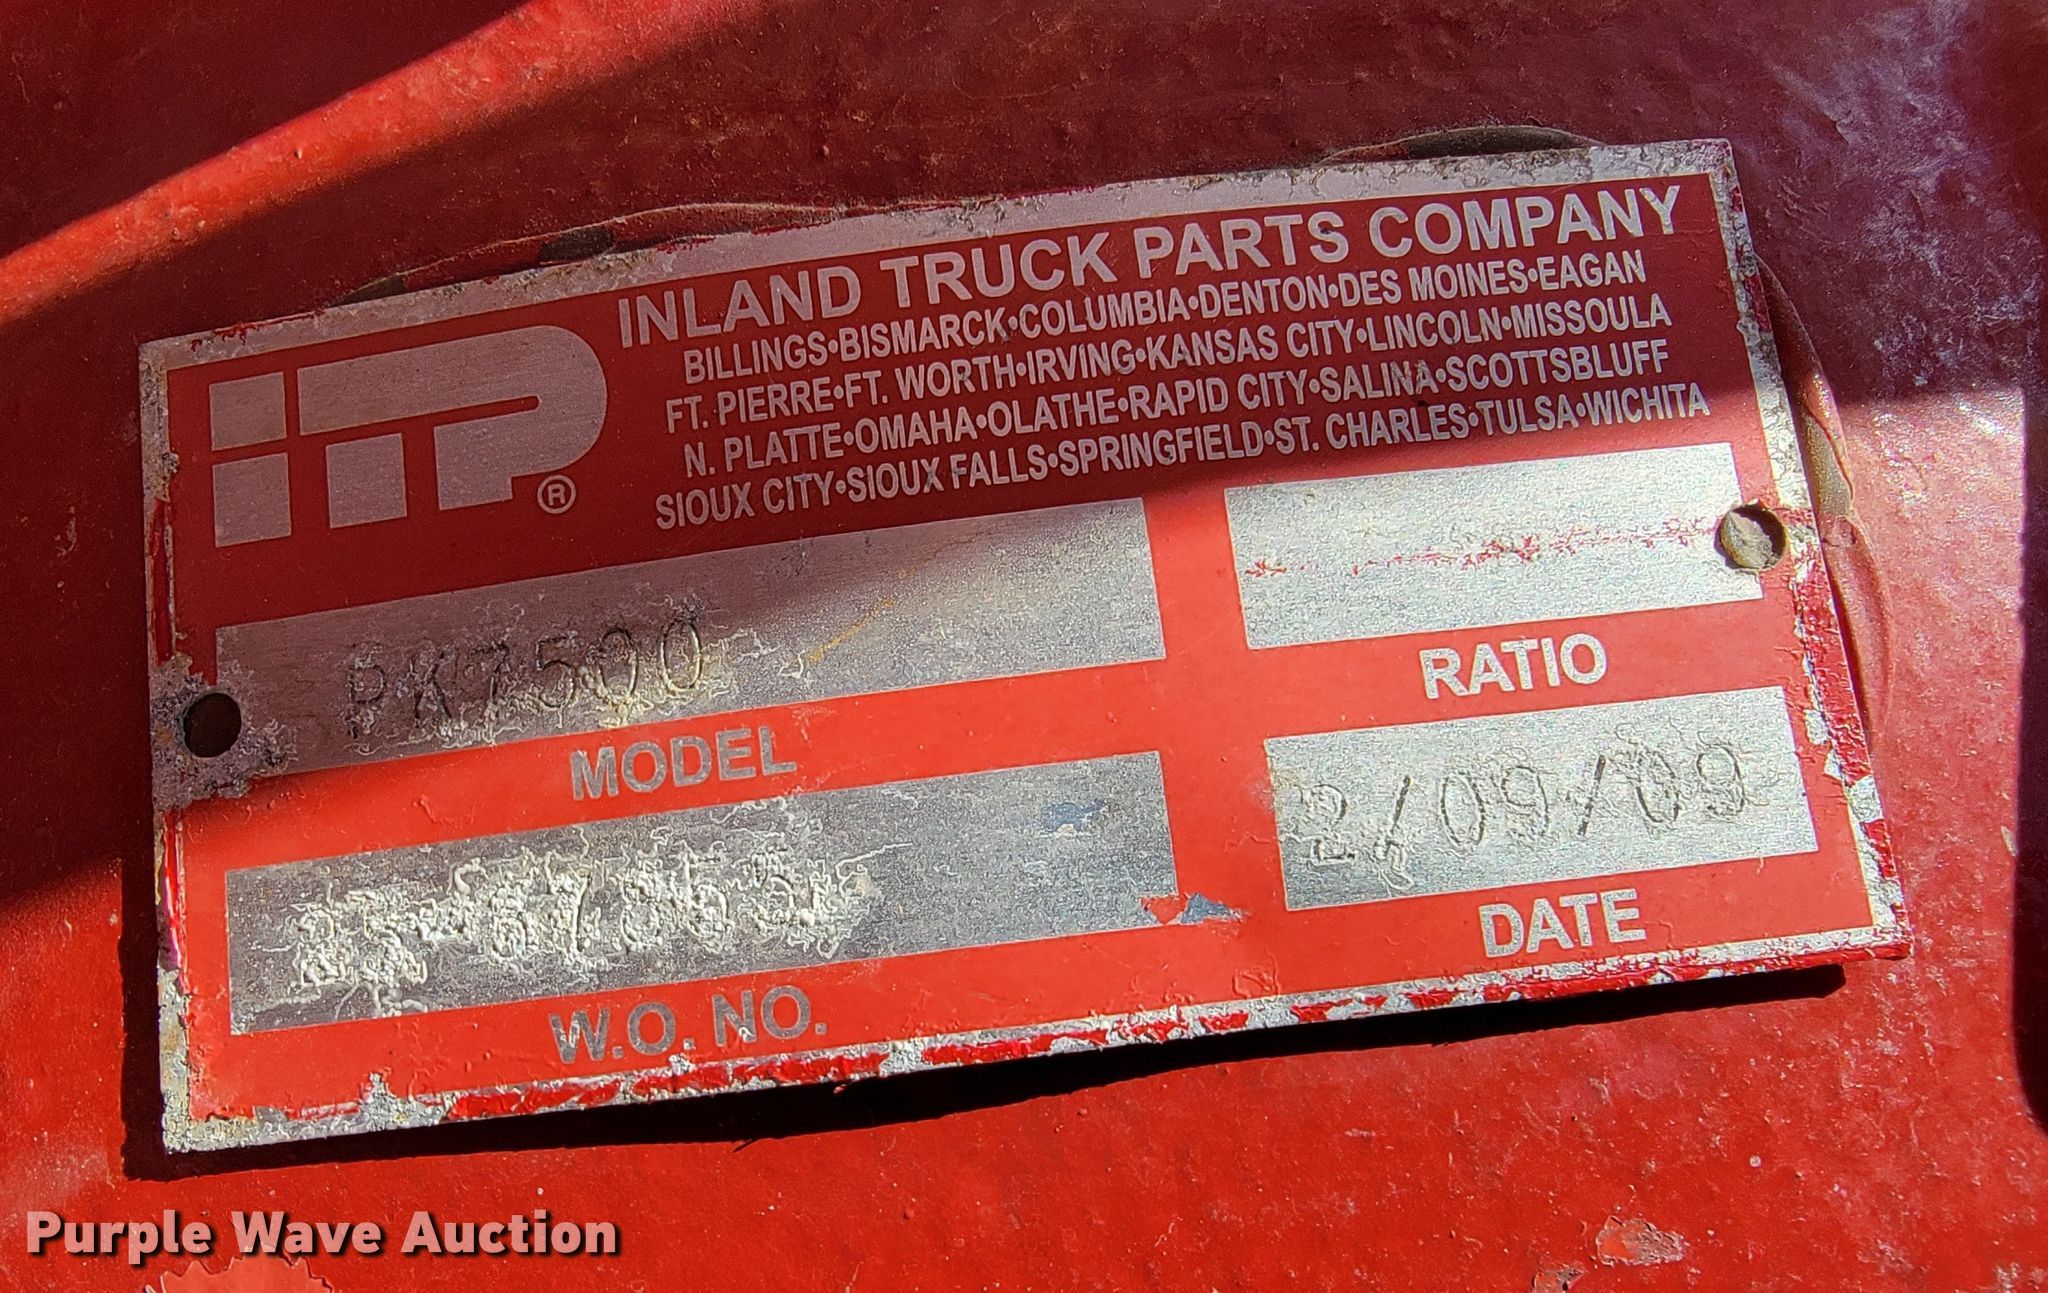 iTP®
INLAND TRUCK PARTS COMPANY
BILLINGS•BISMARCK•COLUMBIA•DENTON•DES MOINES•EAGAN
FT. PIERRE•FT. WORTH•IRVING•KANSAS CITY•LINCOLN•MISSOULA
N. PLATTE•OMAHA•OLATHE•RAPID CITY•SALINA•SCOTTSBLUFF
SIOUX CITY•SIOUX FALLS•SPRINGFIELD•ST. CHARLES•TULSA•WICHITA
PK7500
MODEL
RATIO
2/09/09
DATE
W.O. NO.
Purple Wave Auction